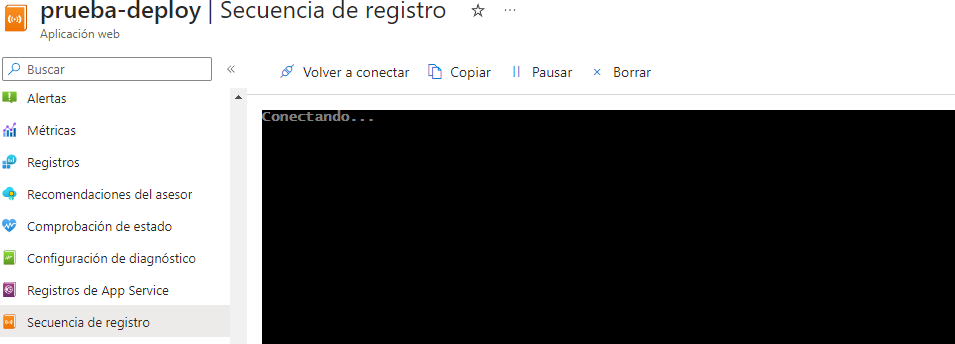 prueba-deploy | Secuencia de registro
Aplicación web
Buscar
Volver a conectar Copiar Pausar Borrar
Alertas
Métricas
Registros
Recomendaciones del asesor
Comprobación de estado
Configuración de diagnóstico
Registros de App Service
Secuencia de registro
Conectando...